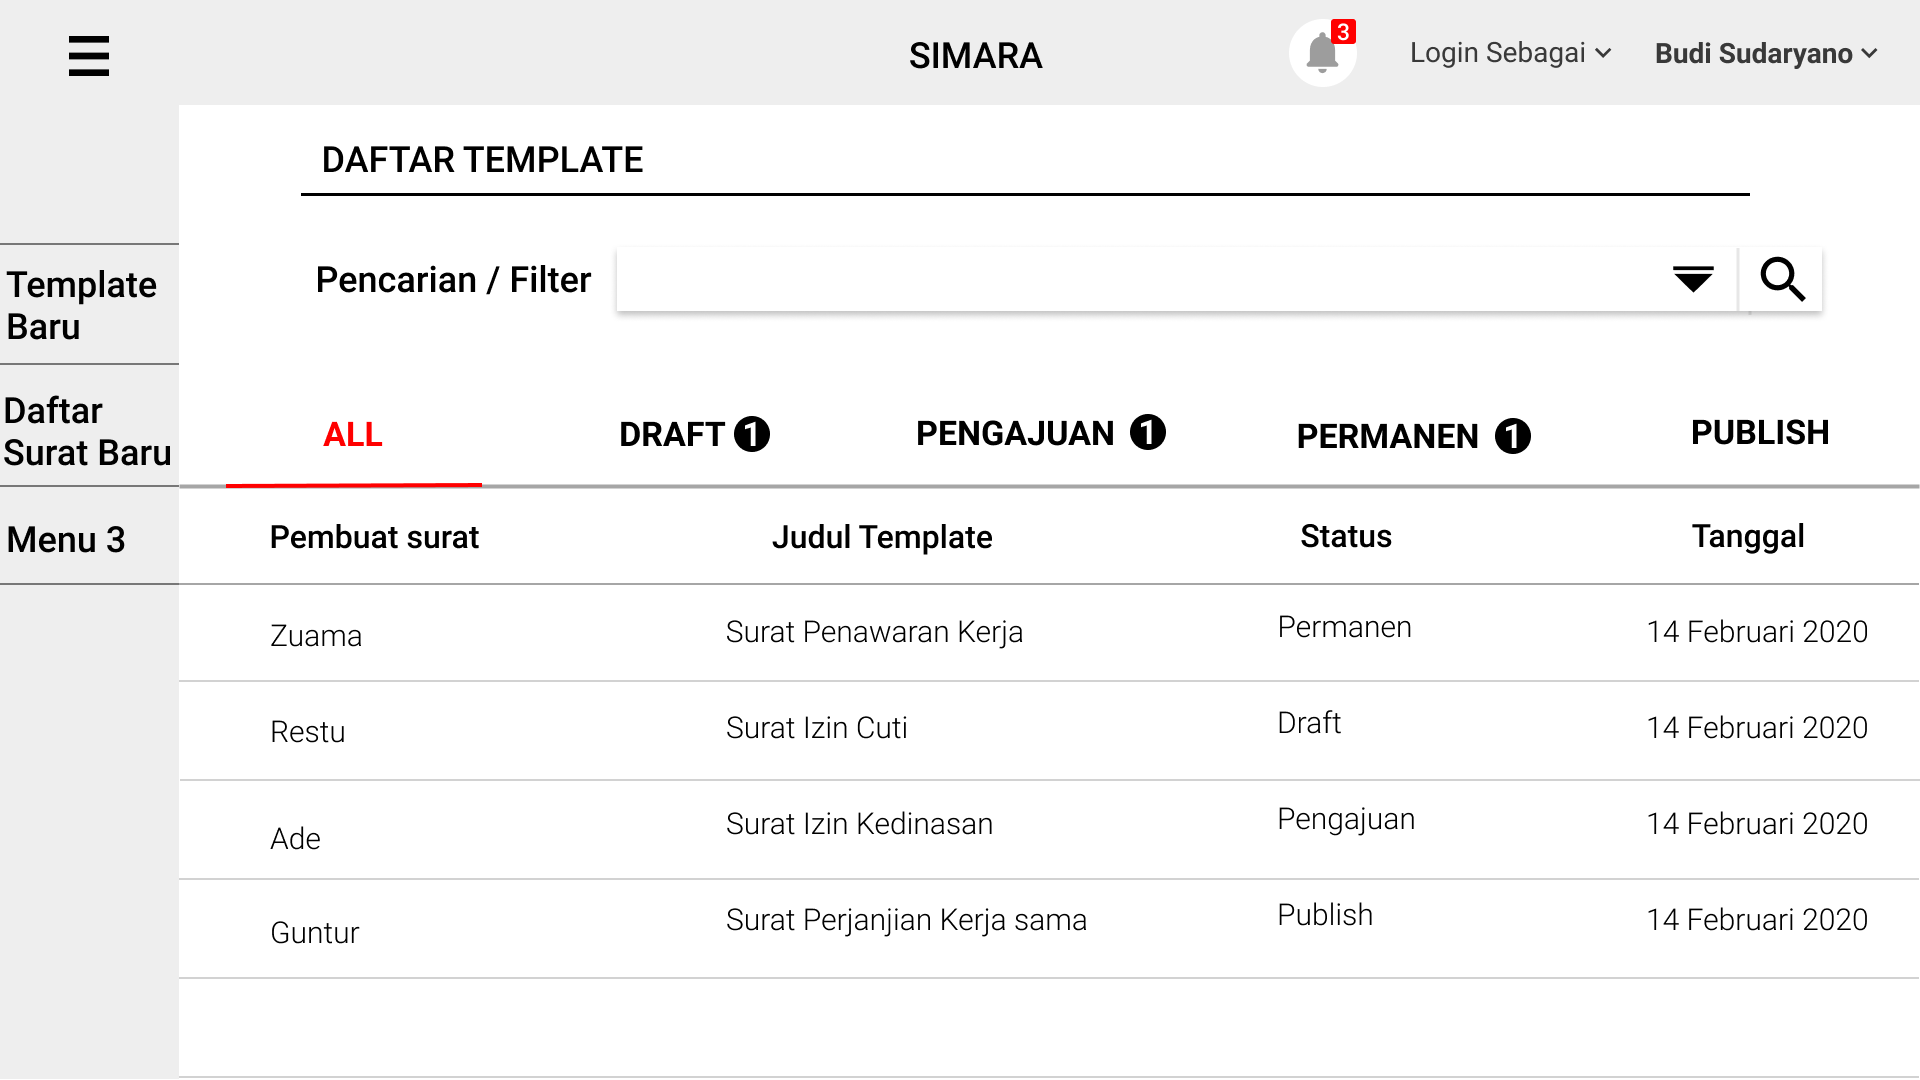 SIMARA
3
Login Sebagai
Budi Sudaryano
DAFTAR TEMPLATE
Pencarian / Filter
Template
Baru
Daftar
Surat Baru
Menu 3
ALL
DRAFT 1
PENGAJUAN 1
PERMANEN 1
PUBLISH
Pembuat surat
Judul Template
Status
Tanggal
Zuama
Surat Penawaran Kerja
Permanen
14 Februari 2020
Restu
Surat Izin Cuti
Draft
14 Februari 2020
Ade
Surat Izin Kedinasan
Pengajuan
14 Februari 2020
Guntur
Surat Perjanjian Kerja sama
Publish
14 Februari 2020